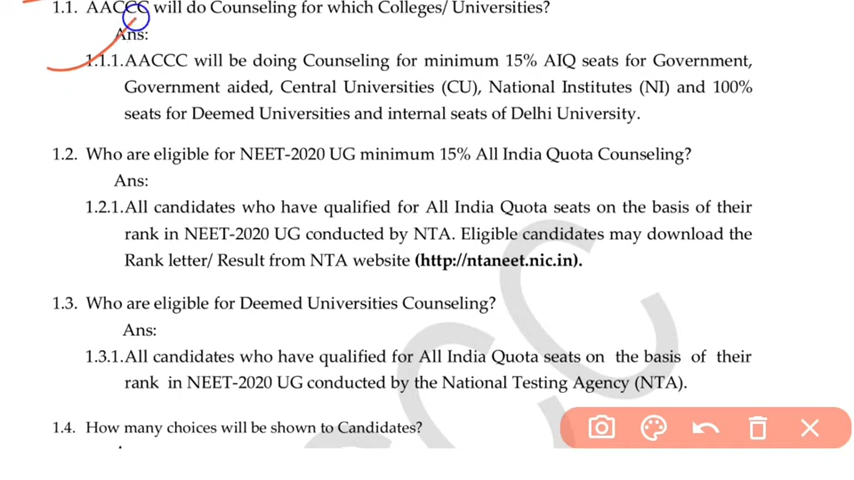 1.1. AACCC will do Counseling for which Colleges/ Universities?
Ans:
1.1.1.AACCC will be doing Counseling for minimum 15% AIQ seats for Government,
Government aided, Central Universities (CU), National Institutes (NI) and 100%
seats for Deemed Universities and internal seats of Delhi University.
1.2. Who are eligible for NEET-2020 UG minimum 15% All India Quota Counseling?
Ans:
1.2.1.All candidates who have qualified for All India Quota seats on the basis of their
rank in NEET-2020 UG conducted by NTA. Eligible candidates may download the
Rank letter/ Result from NTA website (http://ntaneet.nic.in).
1.3. Who are eligible for Deemed Universities Counseling?
Ans:
1.3.1.All candidates who have qualified for All India Quota seats on the basis of their
rank in NEET-2020 UG conducted by the National Testing Agency (NTA).
1.4. How many choices will be shown to Candidates?